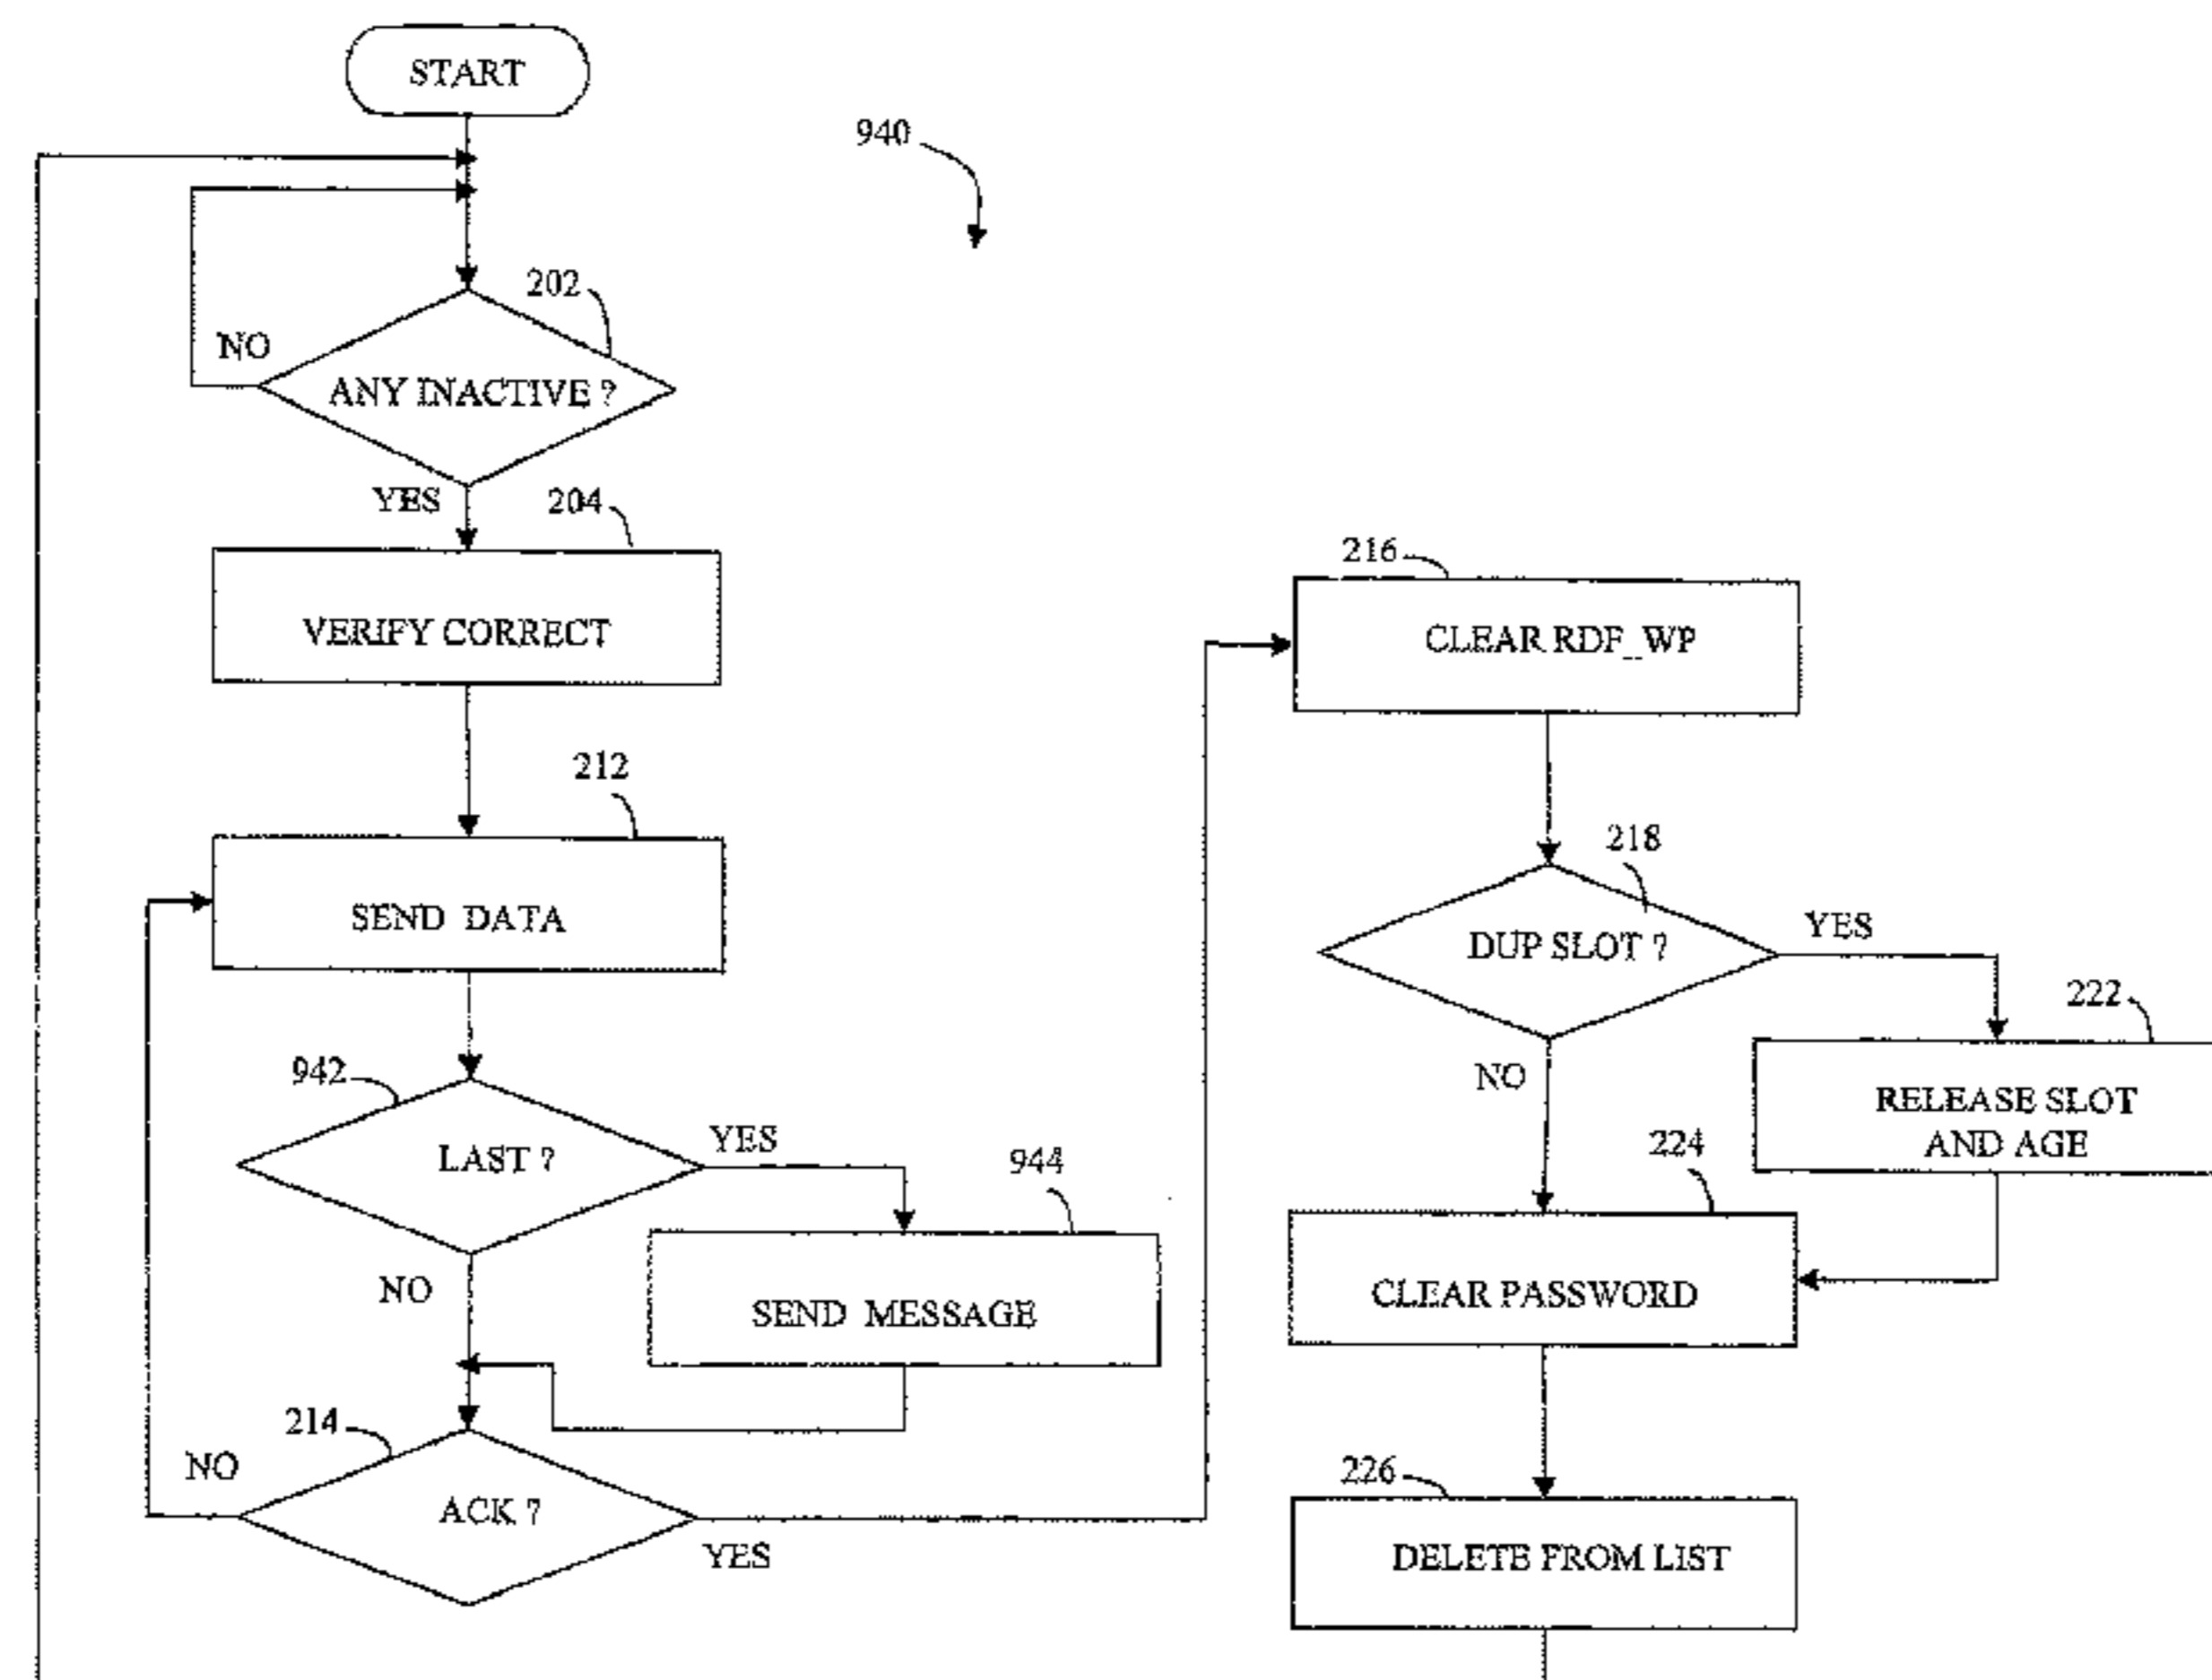 START
940
202
NO
ANY INACTIVE ?
YES
204
VERIFY CORRECT
212
SEND DATA
942
LAST ?
YES
944
NO
SEND MESSAGE
214
NO
ACK ?
YES
216
CLEAR RDF_WP
218
DUP SLOT ?
YES
222
NO
RELEASE SLOT
AND AGE
224
CLEAR PASSWORD
226
DELETE FROM LIST